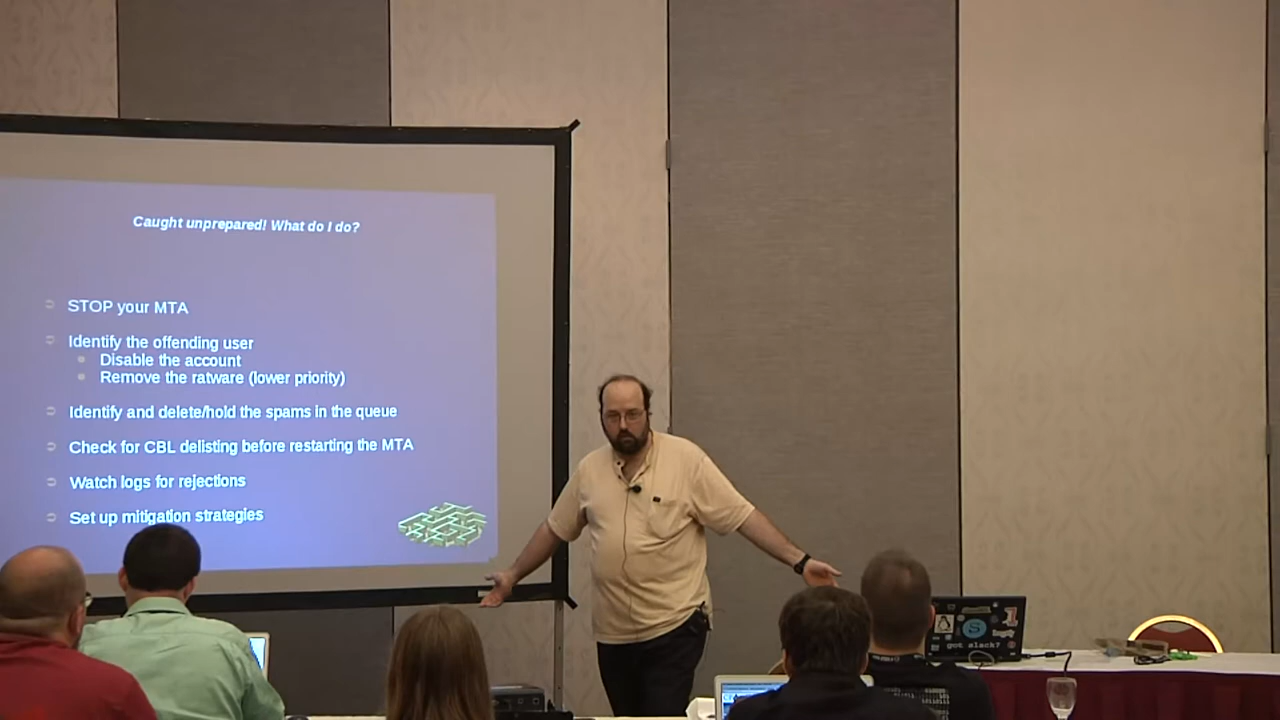 Caught unprepared! What do I do?
STOP your MTA
Identify the offending user
Disable the account
Remove the ratware (lower priority)
Identify and delete/hold the spams in the queue
Check for CBL delisting before restarting the MTA
Watch logs for rejections
Set up mitigation strategies
S
got slack?